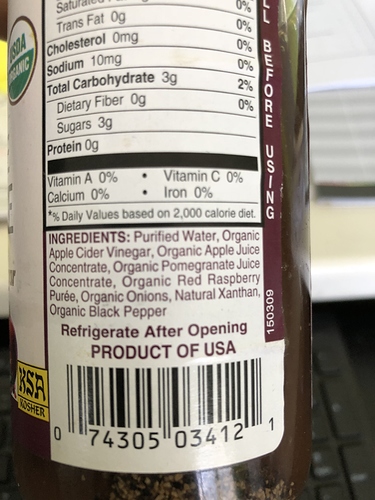 Saturated
0%
Trans Fat 0g
0%
Cholesterol 0mg
0%
Sodium 10mg
0%
Total Carbohydrate 3g
2%
Dietary Fiber 0g
0%
Sugars 3g
Protein 0g
Vitamin A 0% • Vitamin C 0%
Calcium 0% • Iron 0%
*% Daily Values based on 2,000 calorie diet.
INGREDIENTS: Purified Water, Organic
Apple Cider Vinegar, Organic Apple Juice
Concentrate, Organic Pomegranate Juice
Concentrate, Organic Red Raspberry
Purée, Organic Onions, Natural Xanthan,
Organic Black Pepper
Refrigerate After Opening
PRODUCT OF USA
0 74305 03412 1
BEFORE USING
150309
USDA
ORGANIC
KSA
KOSHER